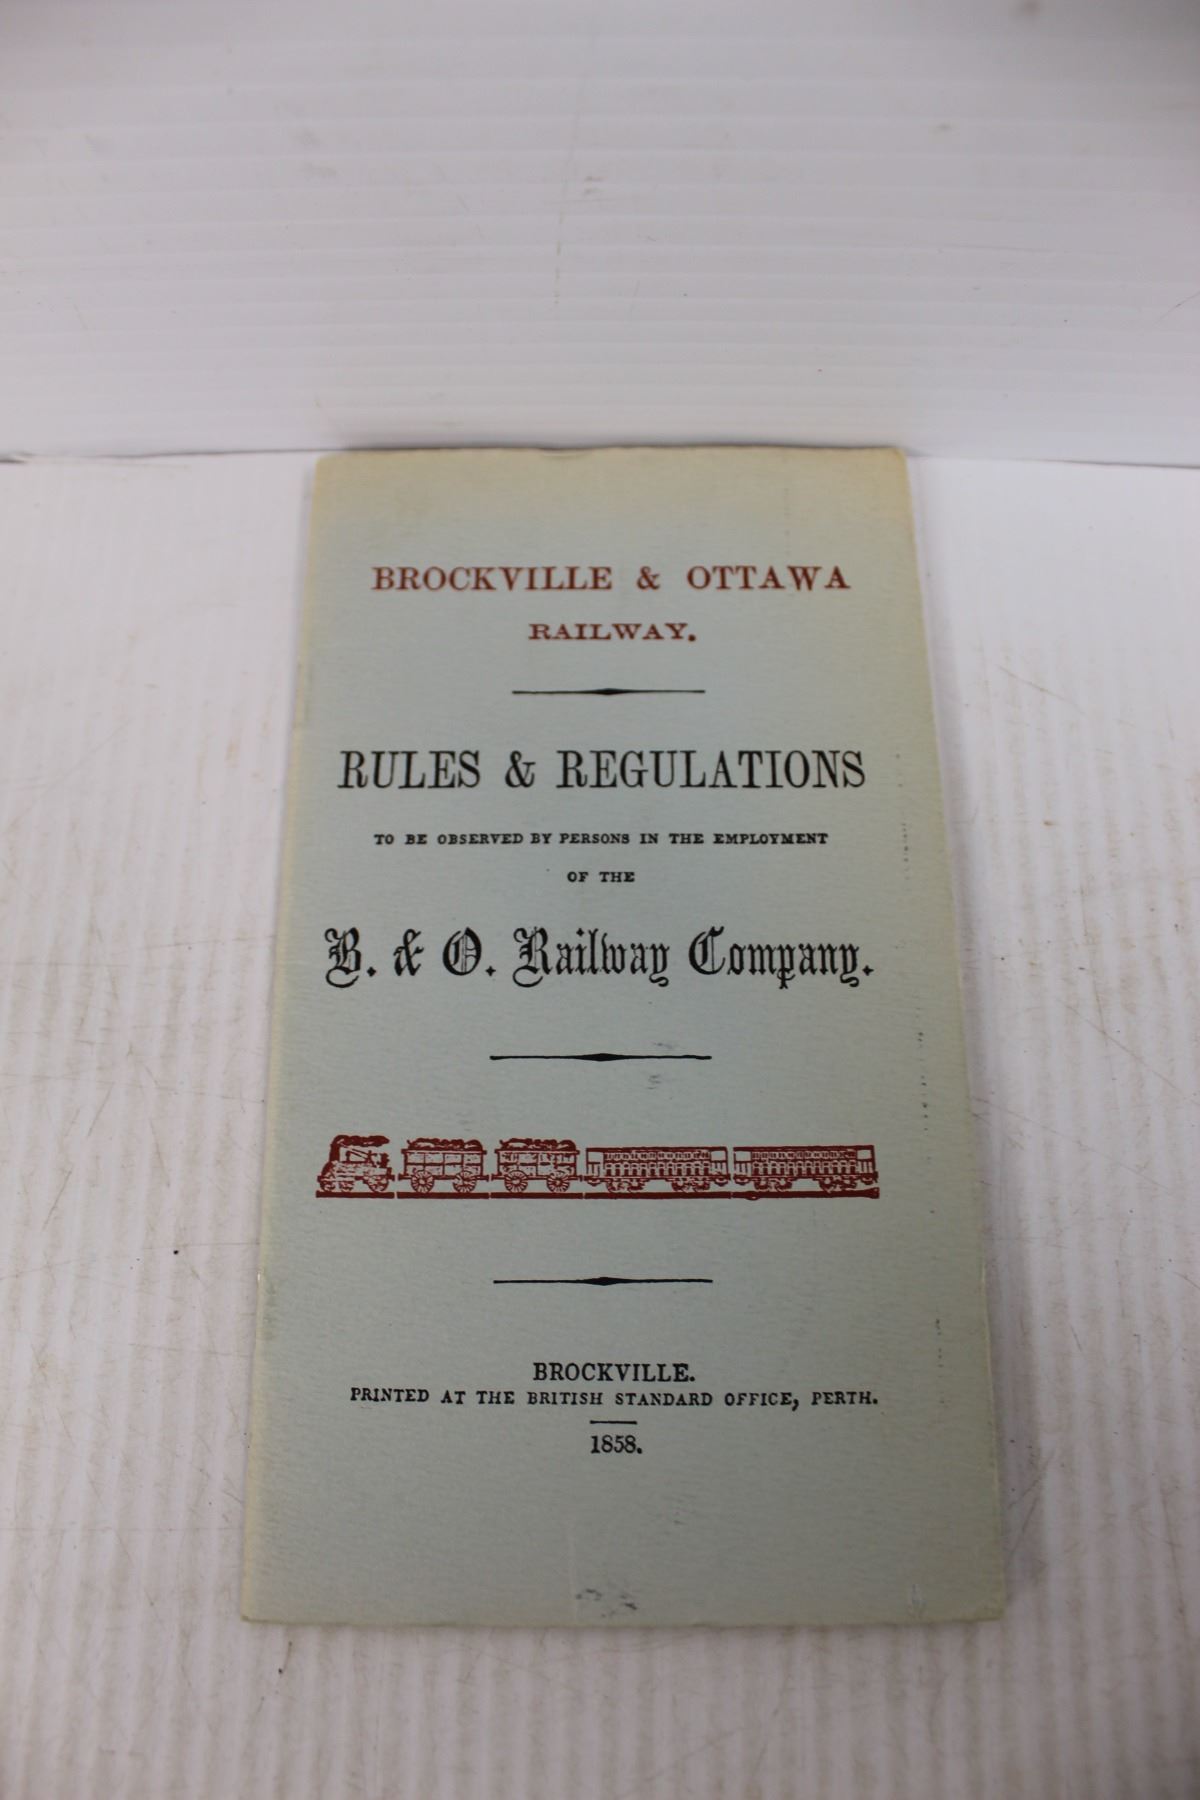 BROCKVILLE & OTTAWA
RAILWAY.
RULES & REGULATIONS
TO BE OBSERVED BY PERSONS IN THE EMPLOYMENT
OF THE
B. & O. Railway Company.
BROCKVILLE.
PRINTED AT THE BRITISH STANDARD OFFICE, PERTH.
1858.